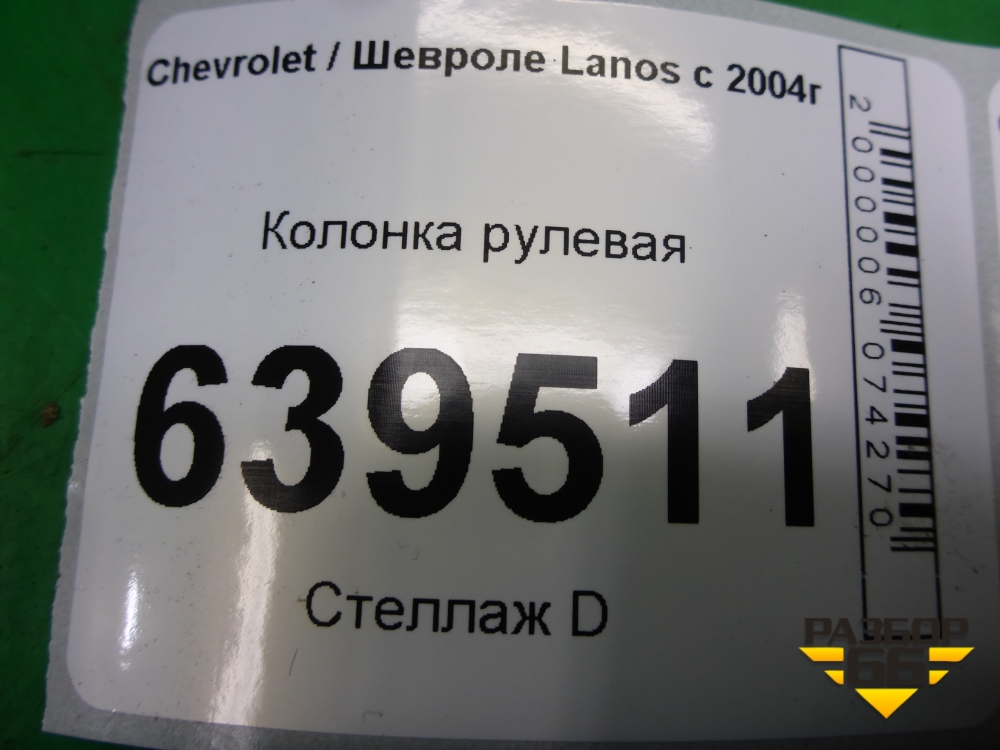 Chevrolet / Шевроле Lanos с 2004г
Колонка рулевая
639511
Стеллаж D
2000006074270
РАЗБОР
66